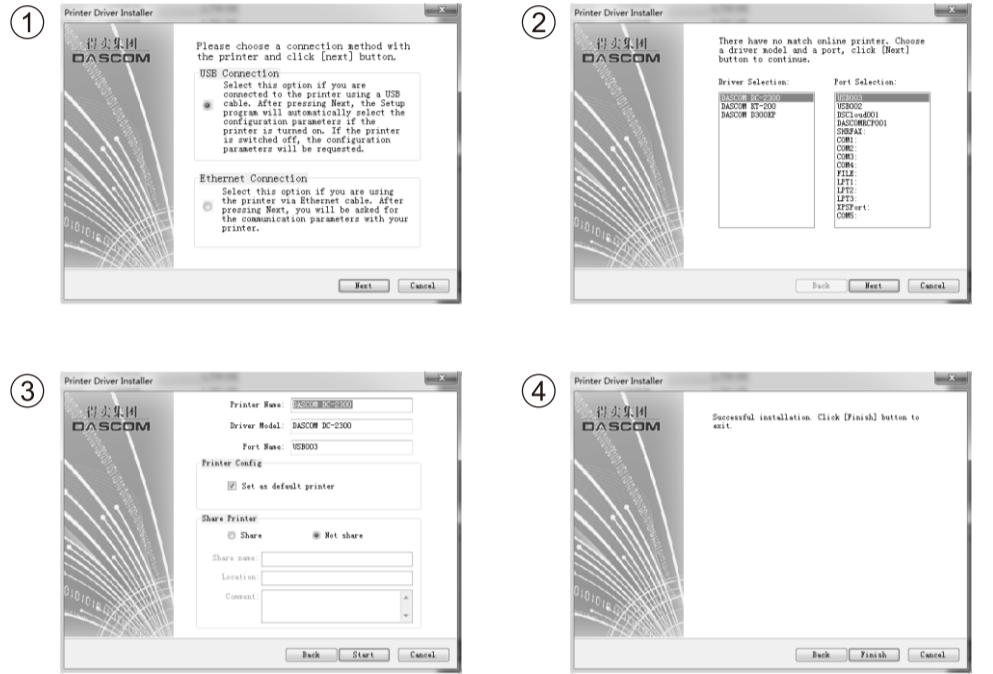 ①
Printer Driver Installer
得实集团
DASCOM
Please choose a connection method with
the printer and click [next] button.
USB Connection
Select this option if you are
connected to the printer using a USB
cable. After pressing Next, the Setup
program will automatically select the
configuration parameters if the
printer is turned on. If the printer
is switched off, the configuration
parameters will be requested.
Ethernet Connection
Select this option if you are using
the printer via Ethernet cable. After
pressing Next, you will be asked for
the communication parameters with your
printer.
Next
Cancel
②
Printer Driver Installer
得实集团
DASCOM
There have no match online printer. Choose
a driver model and a port, click [Next]
button to continue.
Driver Selection:
DASCOM DC-2300
DASCOM RT-200
DASCOM D300KP
Port Selection:
USB003
USB002
DSCloud001
DASCOMRCP001
SHRFAX:
COM1:
COM2:
COM3:
COM4:
FILE:
LPT1:
LPT2:
LPT3:
XPSPort:
COM5:
Back
Next
Cancel
③
Printer Driver Installer
得实集团
DASCOM
Printer Name: DASCOM DC-2300
Driver Model: DASCOM DC-2300
Port Name: USB003
Printer Config
Set as default printer
Share Printer
Share
Not share
Share name:
Location:
Comment:
Back
Start
Cancel
④
Printer Driver Installer
得实集团
DASCOM
Successful installation. Click [Finish] button to
exit.
Back
Finish
Cancel